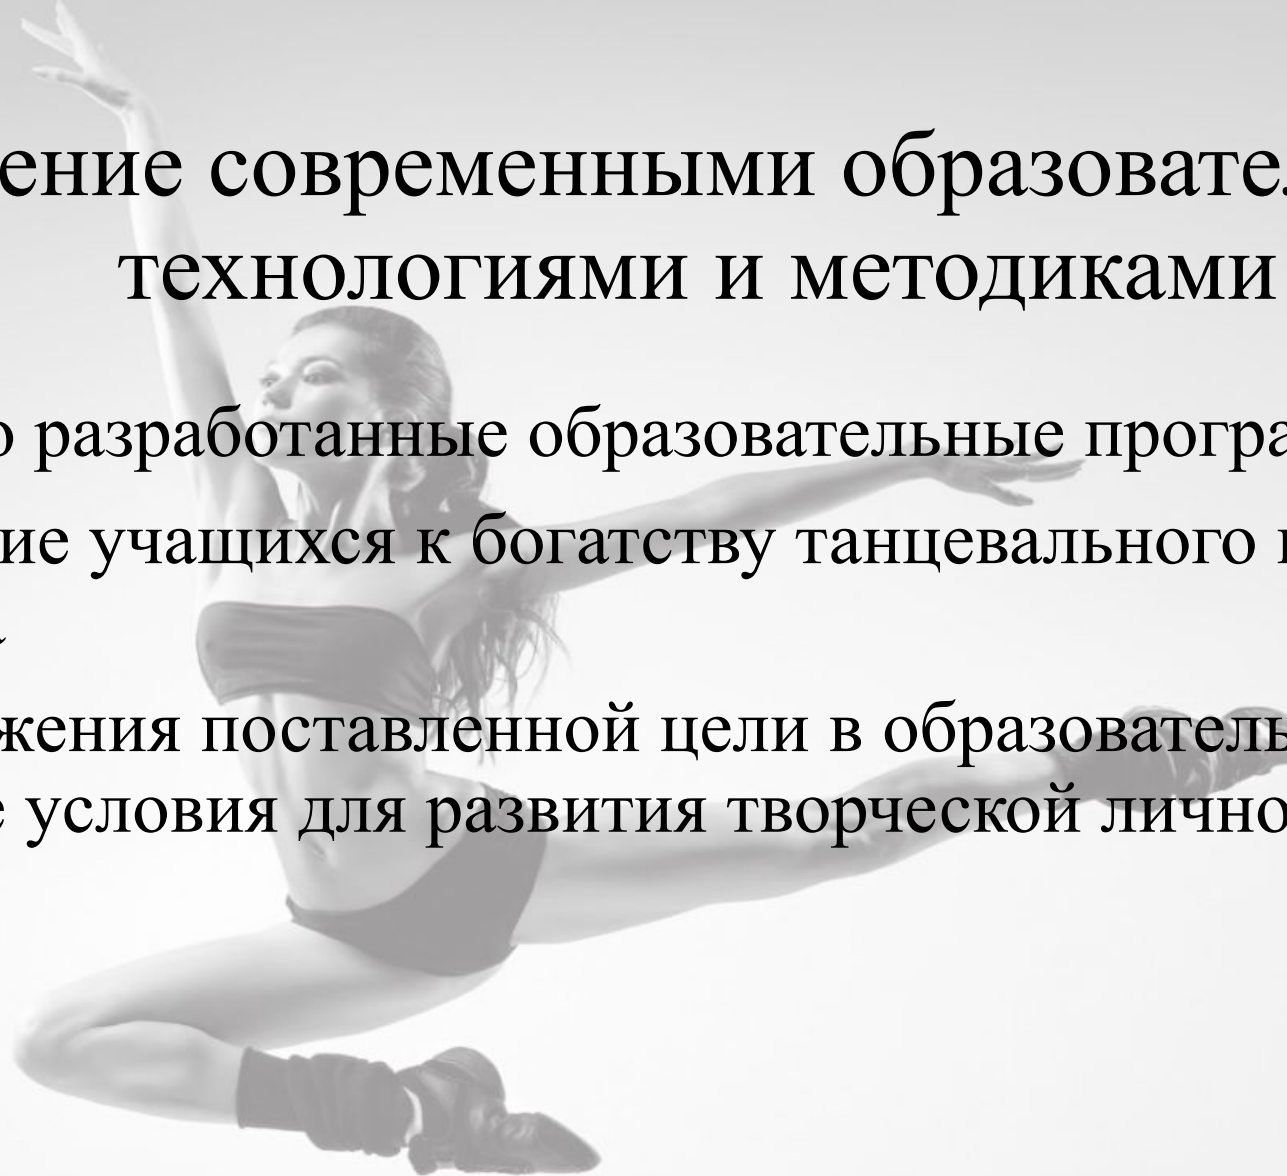 ение современными образовател
технологиями и методиками
о разработанные образовательные програ
ие учащихся к богатству танцевального
жения поставленной цели в образователь
е условия для развития творческой лично